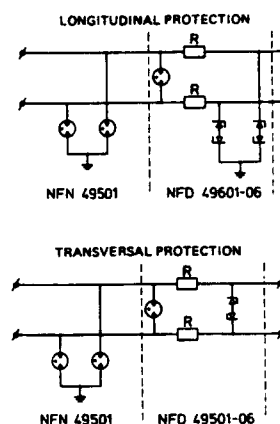 LONGITUDINAL PROTECTION
R
R
NFN 49501 NFD 49601-06
TRANSVERSAL PROTECTION
R
R
NFN 49501 NFD 49501-06